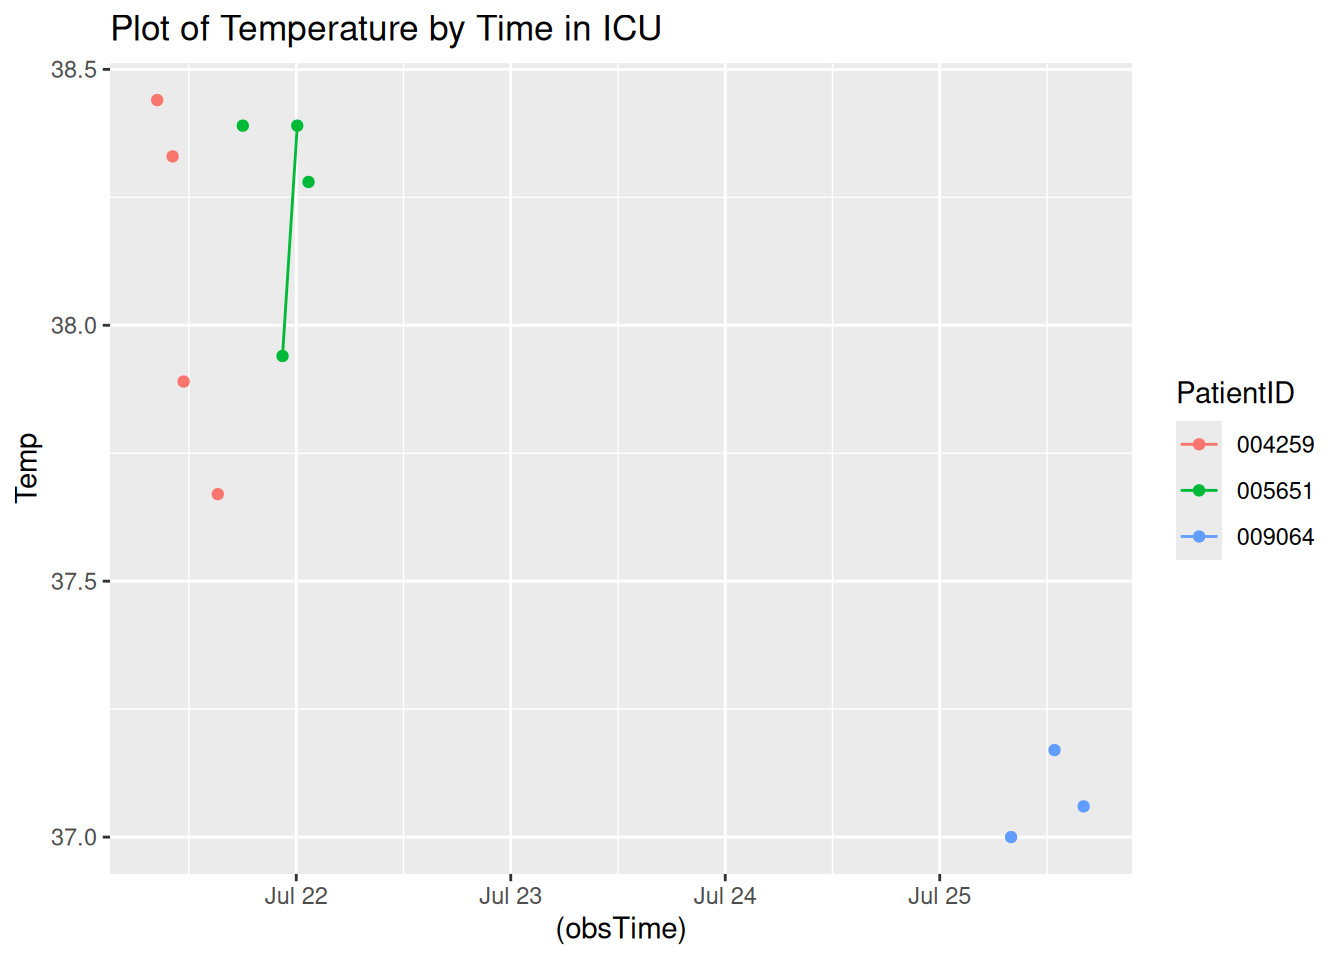 Plot of Temperature by Time in ICU
38.5
38.0
37.5
37.0
Temp
Jul 22
Jul 23
Jul 24
Jul 25
(obsTime)
PatientID
004259
005651
009064